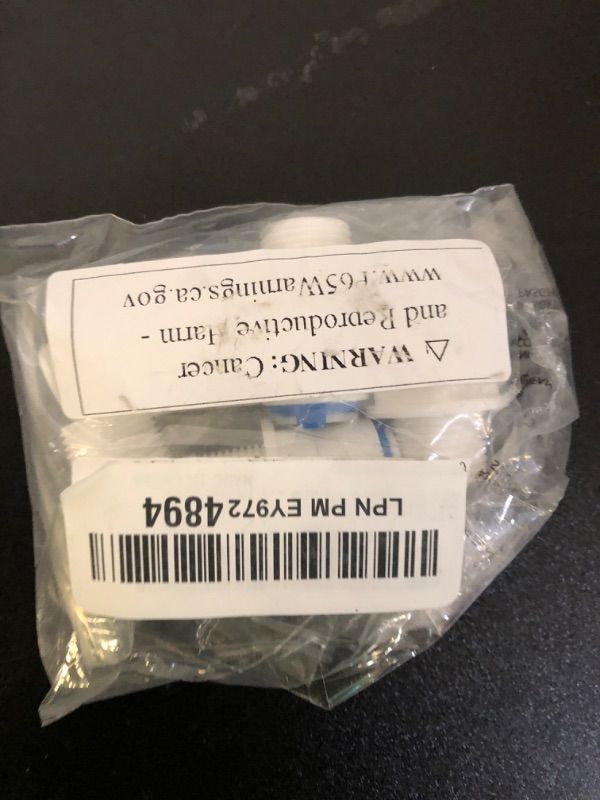 LPN PM EY9724894
⚠ WARNING: Cancer
and Reproductive Harm -
www.P65Warnings.ca.gov